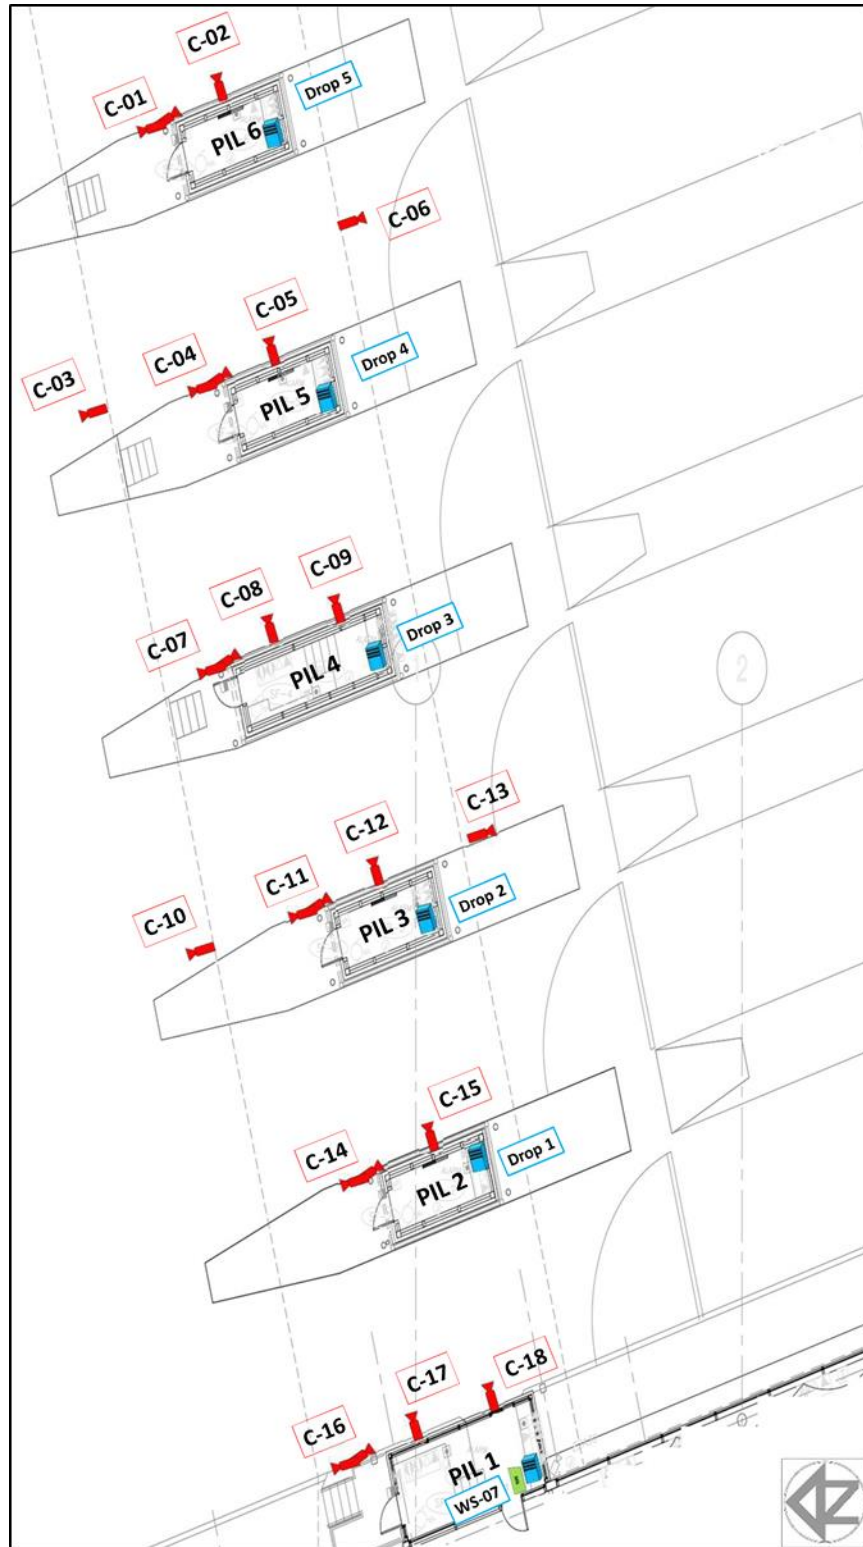 C-02
C-01
Drop 5
PIL 6
C-06
C-05
C-04
Drop 4
C-03
PIL 5
C-09
C-08
Drop 3
C-07
PIL 4
2
C-13
C-12
C-11
Drop 2
C-10
PIL 3
C-15
C-14
Drop 1
PIL 2
C-18
C-17
C-16
PIL 1
WS-07
N